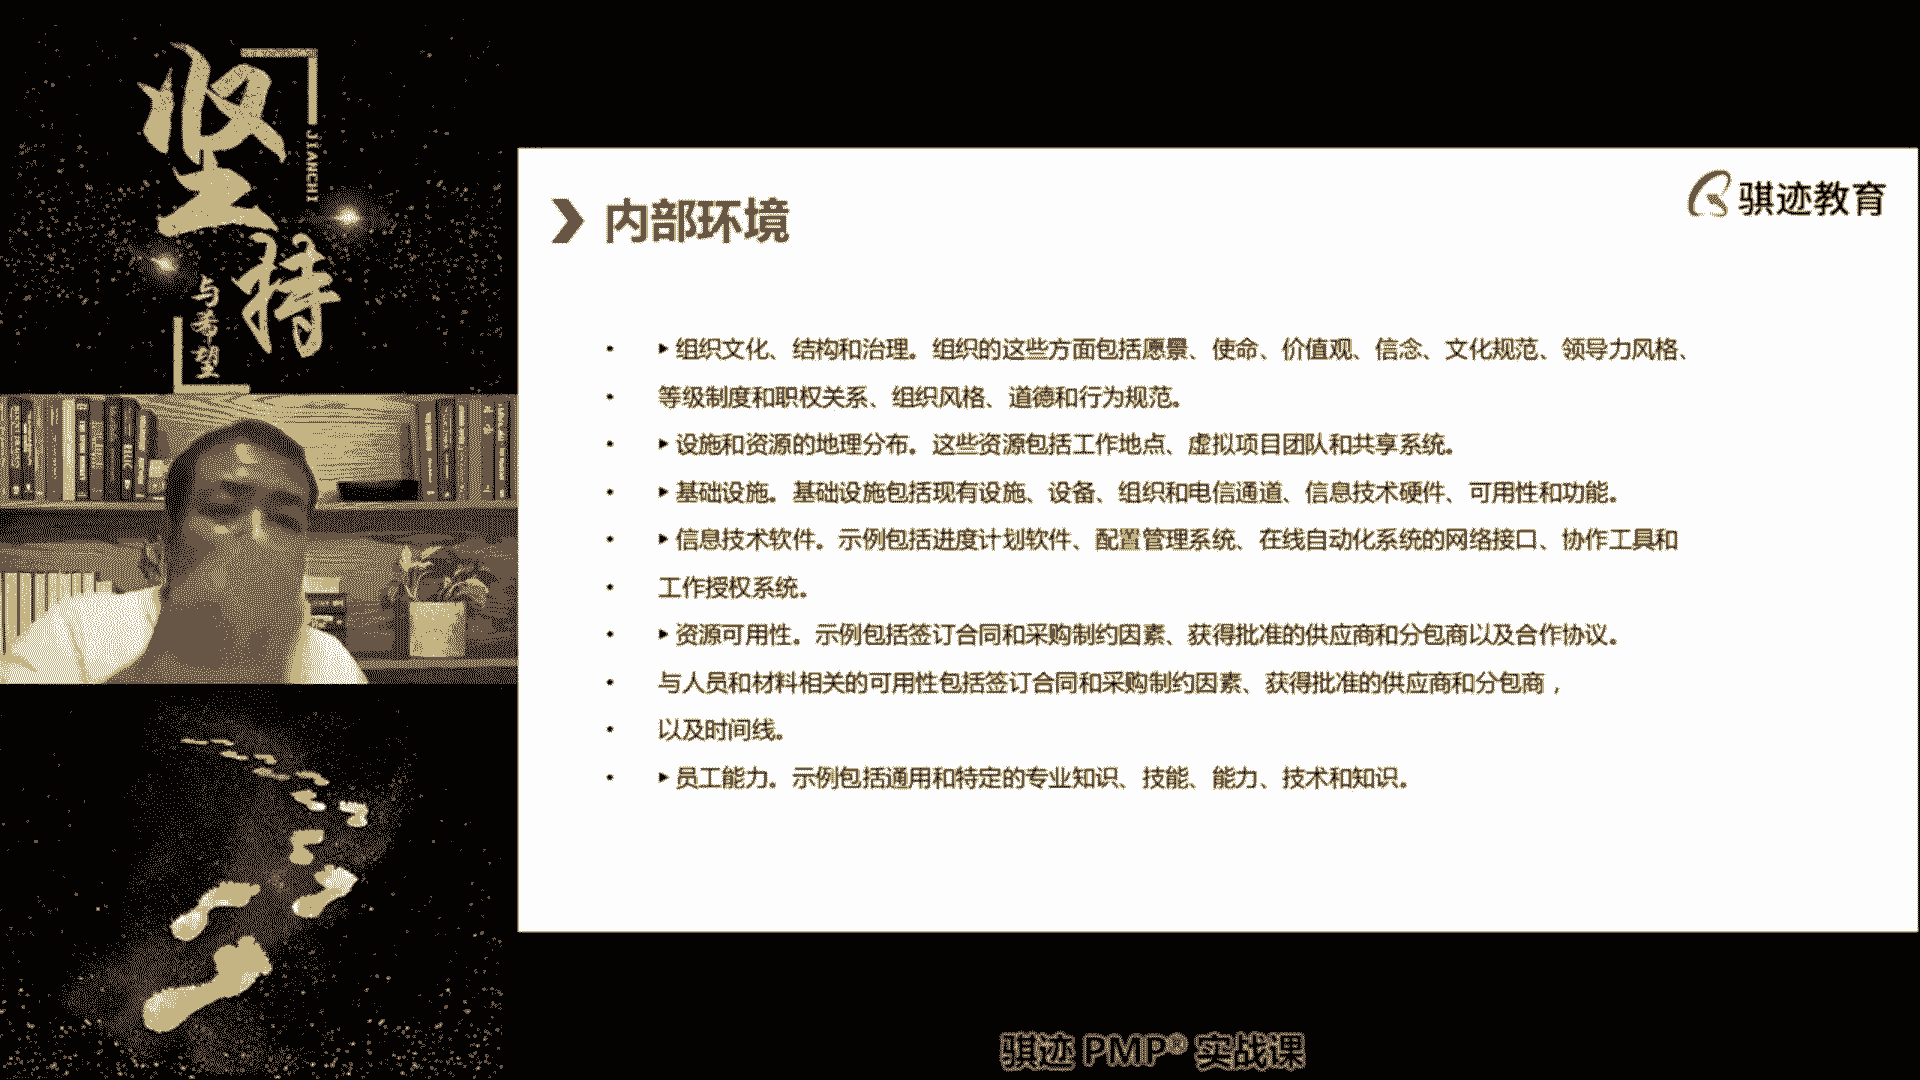 坚持
JIANCHI
与希望
内部环境
骐迹教育
• ▸ 组织文化、结构和治理。组织的这些方面包括愿景、使命、价值观、信念、文化规范、领导力风格、
• 等级制度和职权关系、组织风格、道德和行为规范。
• ▸ 设施和资源的地理分布。这些资源包括工作地点、虚拟项目团队和共享系统。
• ▸ 基础设施。基础设施包括现有设施、设备、组织和电信通道、信息技术硬件、可用性和功能。
• ▸ 信息技术软件。示例包括进度计划软件、配置管理系统、在线自动化系统的网络接口、协作工具和
• 工作授权系统。
• ▸ 资源可用性。示例包括签订合同和采购制约因素、获得批准的供应商和分包商以及合作协议。
• 与人员和材料相关的可用性包括签订合同和采购制约因素、获得批准的供应商和分包商，
• 以及时间线。
• ▸ 员工能力。示例包括通用和特定的专业知识、技能、能力、技术和知识。
骐迹 PMP® 实战课